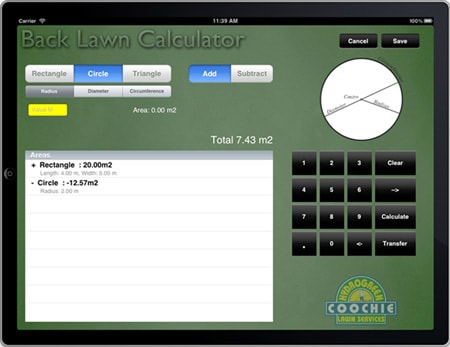 Carrier 11:39 AM 100%
Back Lawn Calculator
Cancel Save
Rectangle Circle Triangle Add Subtract
Radius Diameter Circumference
Area: 0.00 m2
Centre
Diameter Radius
Total 7.43 m2
Areas
+ Rectangle : 20.00m2
Length: 4.00 m, Width: 5.00 m
- Circle : -12.57m2
Radius: 2.00 m
1 2 3 Clear
4 5 6 -->
7 8 9 Calculate
. 0 <- Transfer
HYDROGREEN
COOCHIE
LAWN SERVICES